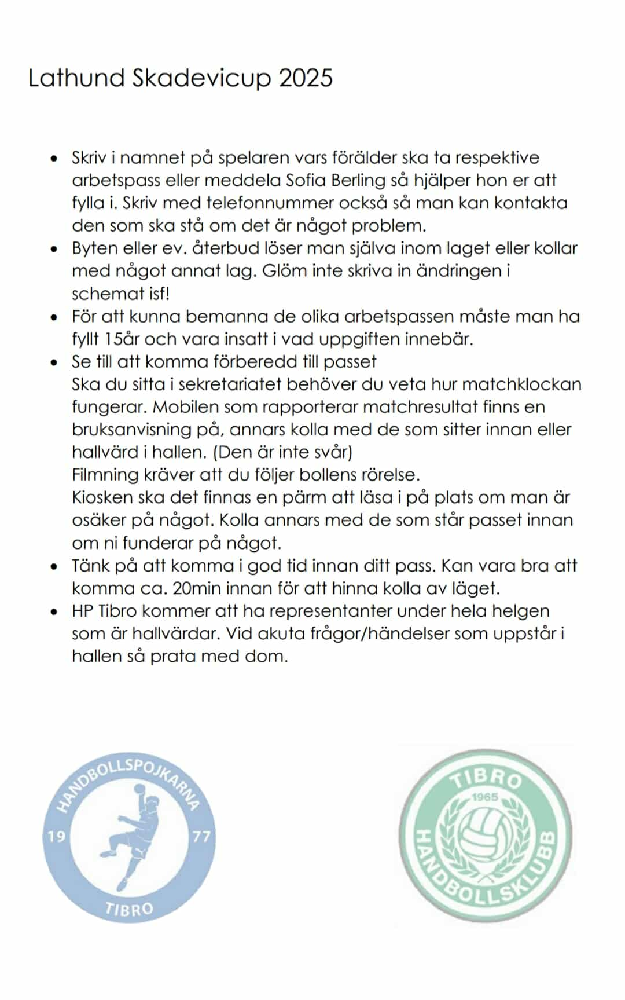 Lathund Skadevicup 2025
• Skriv i namnet på spelaren vars förälder ska ta respektive
arbetspass eller meddela Sofia Berling så hjälper hon er att
fylla i. Skriv med telefonnummer också så man kan kontakta
den som ska stå om det är något problem.
• Byten eller ev. återbud löser man själva inom laget eller kollar
med något annat lag. Glöm inte skriva in ändringen i
schemat isf!
• För att kunna bemanna de olika arbetspassen måste man ha
fyllt 15år och vara insatt i vad uppgiften innebär.
• Se till att komma förberedd till passet
Ska du sitta i sekretariatet behöver du veta hur matchklockan
fungerar. Mobilen som rapporterar matchresultat finns en
bruksanvisning på, annars kolla med de som sitter innan eller
hallvärd i hallen. (Den är inte svår)
Filmning kräver att du följer bollens rörelse.
Kiosken ska det finnas en pärm att läsa i på plats om man är
osäker på något. Kolla annars med de som står passet innan
om ni funderar på något.
• Tänk på att komma i god tid innan ditt pass. Kan vara bra att
komma ca. 20min innan för att hinna kolla av läget.
• HP Tibro kommer att ha representanter under hela helgen
som är hallvärdar. Vid akuta frågor/händelser som uppstår i
hallen så prata med dom.
HANDBOLLSPOJKARNA
19 77
TIBRO
TIBRO
1965
HANDBOLLSKLUBB